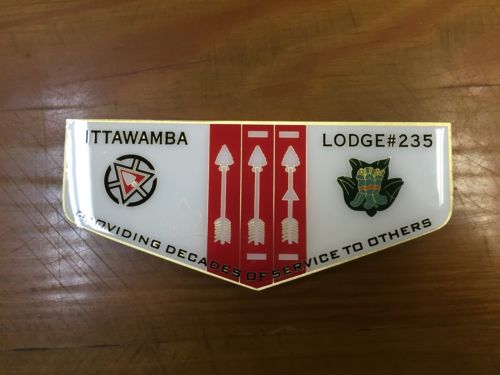 ITTAWAMBA
LODGE#235
PROVIDING DECADES OF SERVICE TO OTHERS